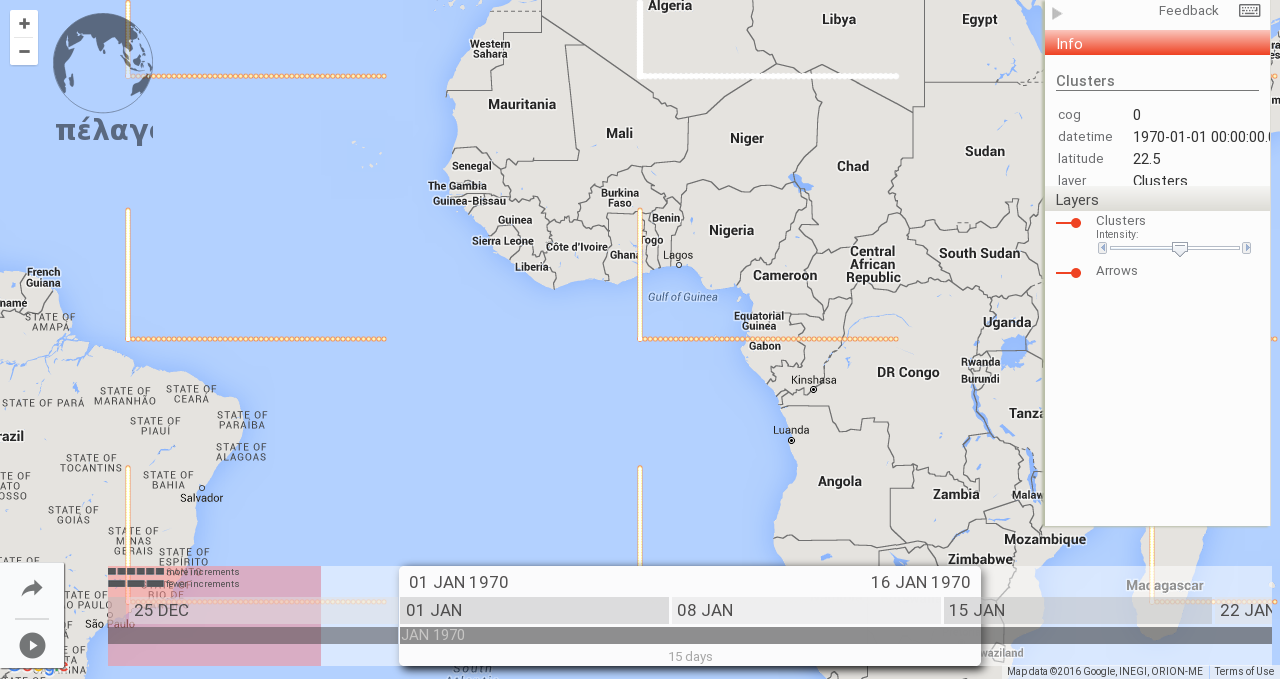 +
−
πέλαγο
Algeria
Libya
Egypt
Western
Sahara
Mauritania
Mali
Niger
Chad
Sudan
Senegal
The Gambia
Guinea-Bissau
Burkina
Faso
Guinea
Benin
Sierra Leone
Côte d'Ivoire
Togo
Ghana
Nigeria
Liberia
Lagos
Central
African
Republic
South Sudan
Cameroon
Gulf of Guinea
Equatorial
Guinea
Gabon
Uganda
Rwanda
Burundi
DR Congo
Kinshasa
Tanza
Luanda
Angola
Zambia
Malaw
Mozambique
Zimbabwe
Madagascar
waziland
French
Guiana
name
STATE OF
AMAPÁ
STATE OF PARÁ
STATE OF
MARANHÃO
STATE OF
CEARÁ
STATE OF
PIAUÍ
STATE OF
PARAÍBA
STATE OF
ALAGOAS
razil
STATE OF
TOCANTINS
STATE OF
BAHIA
TE OF
ATO
OSSO
Salvador
STATE OF
GOIÁS
STATE OF
MINAS
GERAIS
STATE OF
ESPÍRITO
RIO DE
São Paulo
South
Atlantic
Feedback
Info
Clusters
cog 0
datetime 1970-01-01 00:00:00.0
latitude 22.5
layer Clusters
Layers
Clusters
Intensity:
Arrows
more increments
fewer increments
01 JAN 1970 16 JAN 1970
25 DEC 01 JAN 08 JAN 15 JAN 22 JAN
JAN 1970
15 days
Map data ©2016 Google, INEGI, ORION-ME Terms of Use